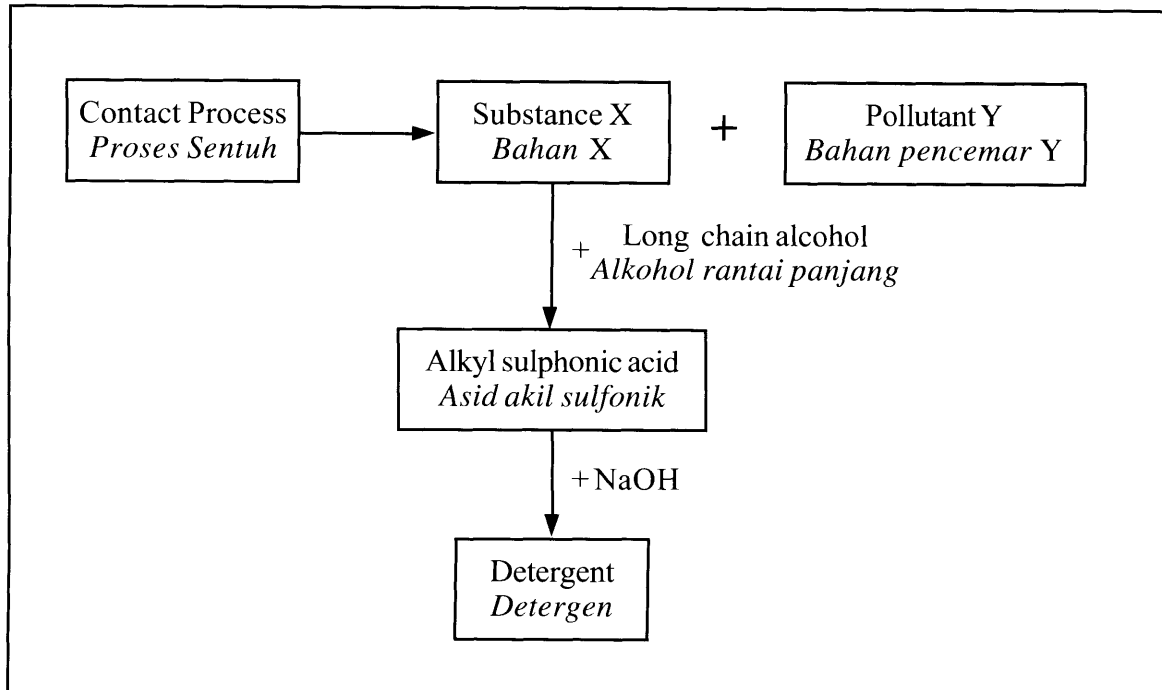 Contact Process
Proses Sentuh
Substance X
Bahan X
+
Pollutant Y
Bahan pencemar Y
+ Long chain alcohol
Alkohol rantai panjang
Alkyl sulphonic acid
Asid akil sulfonik
+ NaOH
Detergent
Detergen